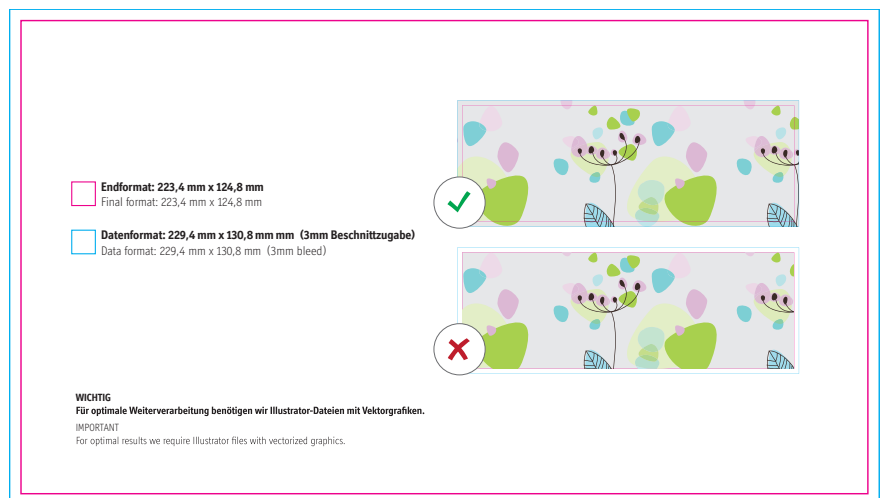 Endformat: 223,4 mm x 124,8 mm
Final format: 223,4 mm x 124,8 mm
Datenformat: 229,4 mm x 130,8 mm mm (3mm Beschnittzugabe)
Data format: 229,4 mm x 130,8 mm (3mm bleed)
WICHTIG
Für optimale Weiterverarbeitung benötigen wir Illustrator-Dateien mit Vektorgrafiken.
IMPORTANT
For optimal results we require Illustrator files with vectorized graphics.